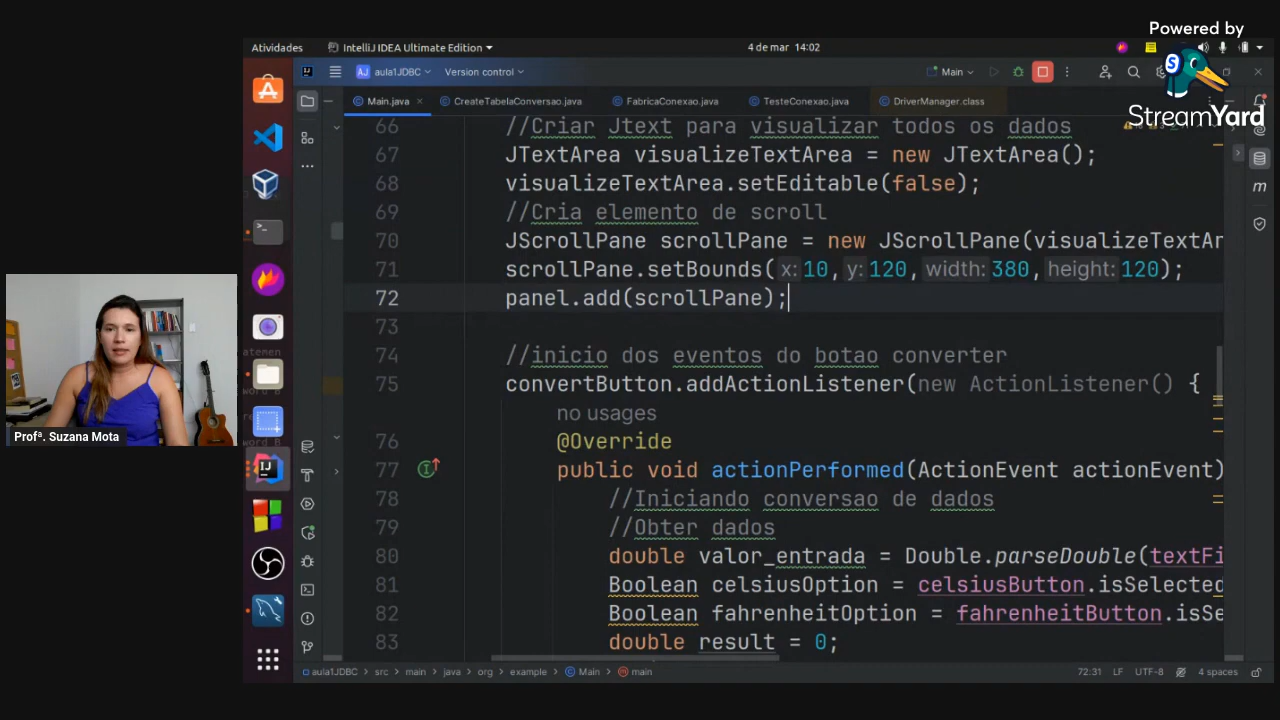 Powered by
StreamYard
Atividades
IntelliJ IDEA Ultimate Edition
4 de mar 14:02
AJ aula1JDBC
Version control
Main
Main.java
CreateTabelaConversao.java
FabricaConexao.java
TesteConexao.java
DriverManager.class
66 //Criar Jtext para visualizar todos os dados
67 JTextArea visualizeTextArea = new JTextArea();
68 visualizeTextArea.setEditable(false);
69 //Cria elemento de scroll
70 JScrollPane scrollPane = new JScrollPane(visualizeTextAr
71 scrollPane.setBounds( x: 10, y: 120, width: 380, height: 120);
72 panel.add(scrollPane);
73
74 //inicio dos eventos do botao converter
75 convertButton.addActionListener(new ActionListener() {
no usages
76 @Override
77 public void actionPerformed(ActionEvent actionEvent)
78 //Iniciando conversao de dados
79 //Obter dados
80 double valor_entrada = Double.parseDouble(textFi
81 Boolean celsiusOption = celsiusButton.isSelected
82 Boolean fahrenheitOption = fahrenheitButton.isSe
83 double result = 0;
Profª. Suzana Mota
aula1JDBC > src > main > java > org > example > Main > main
72:31 LF UTF-8 4 spaces